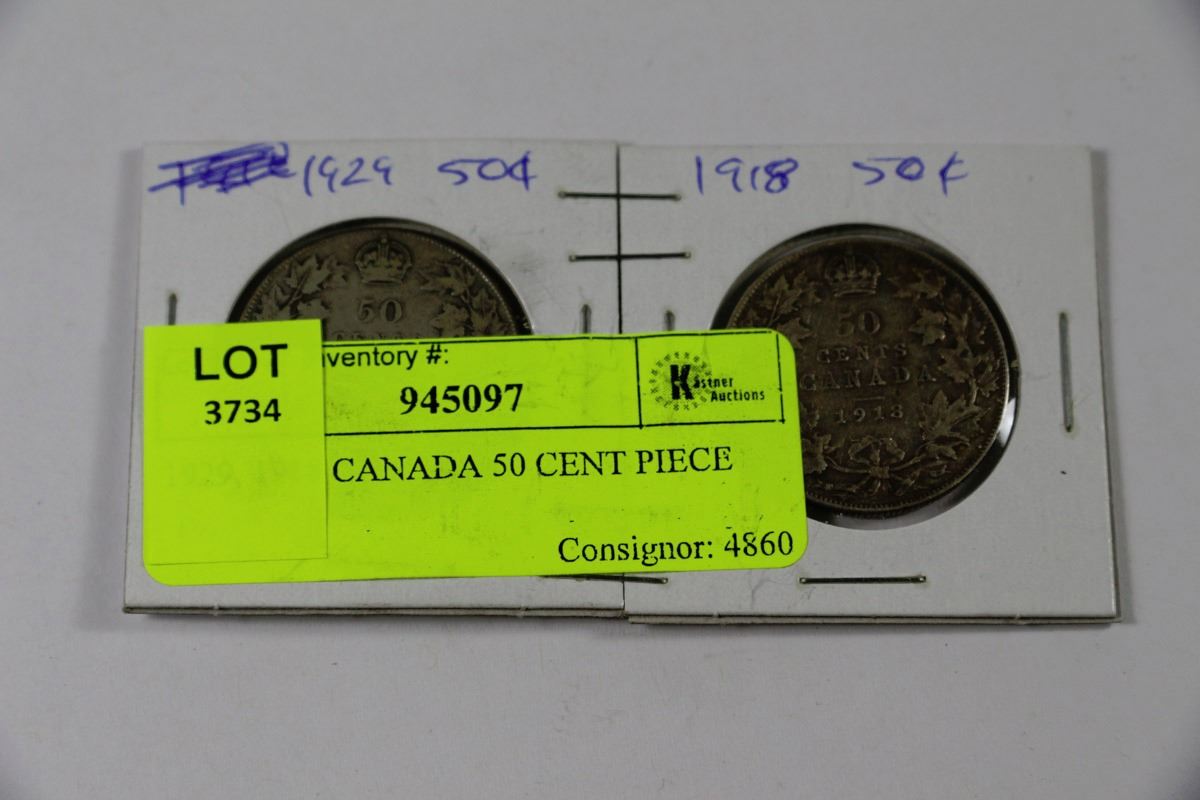 1929 50¢
1918 50¢
50
50
CENTS
CANADA
1918
LOT
3734
ventory #:
945097
Kastner
Auctions
CANADA 50 CENT PIECE
Consignor: 4860